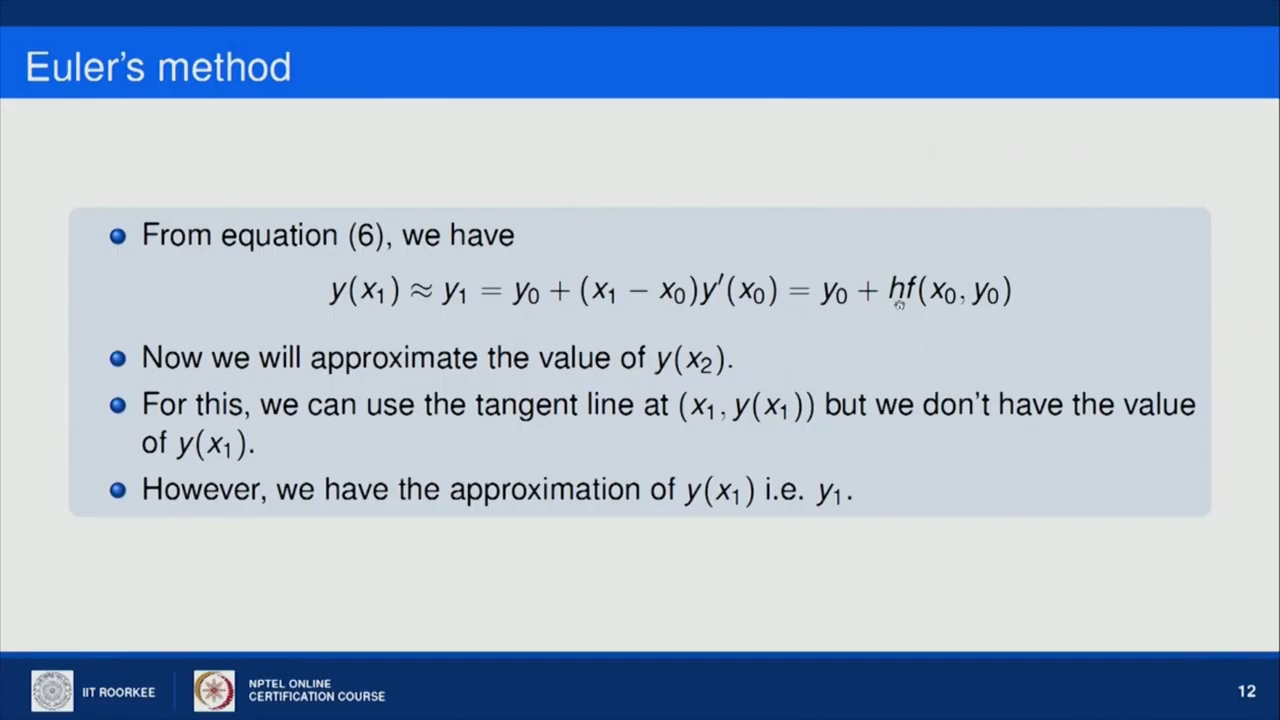 Euler's method
From equation (6), we have
y(x₁) ≈ y₁ = y₀ + (x₁ − x₀)y′(x₀) = y₀ + hf(x₀, y₀)
Now we will approximate the value of y(x₂).
For this, we can use the tangent line at (x₁, y(x₁)) but we don't have the value
of y(x₁).
However, we have the approximation of y(x₁) i.e. y₁.
IIT ROORKEE
NPTEL ONLINE
CERTIFICATION COURSE
12